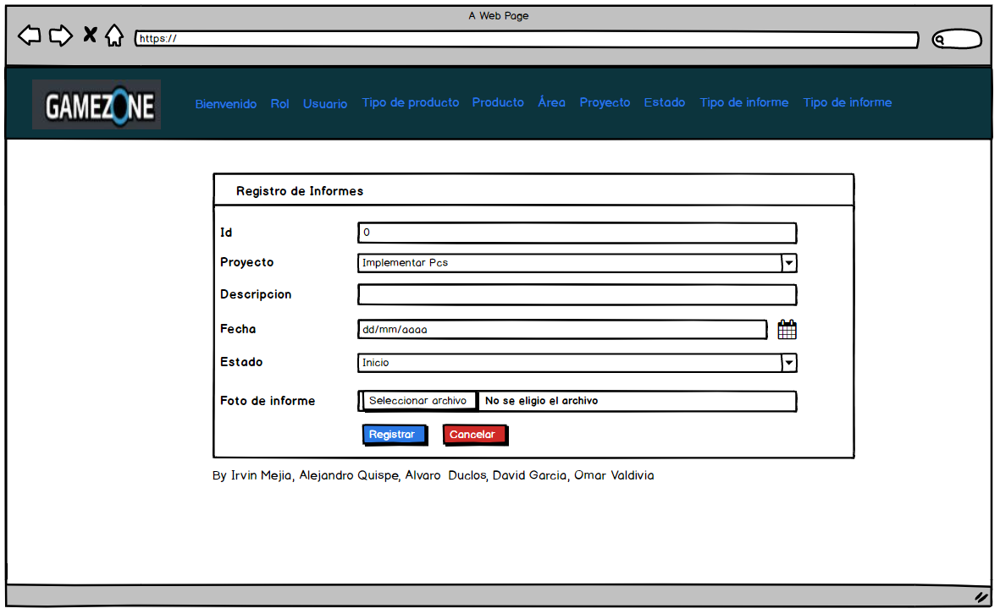 A Web Page
https://
GAMEZONE Bienvenido Rol Usuario Tipo de producto Producto Área Proyecto Estado Tipo de informe Tipo de informe
Registro de Informes
Id 0
Proyecto Implementar Pcs
Descripcion
Fecha dd/mm/aaaa
Estado Inicio
Foto de informe Seleccionar archivo No se eligio el archivo
Registrar Cancelar
By Irvin Mejia, Alejandro Quispe, Alvaro Duclos, David Garcia, Omar Valdivia